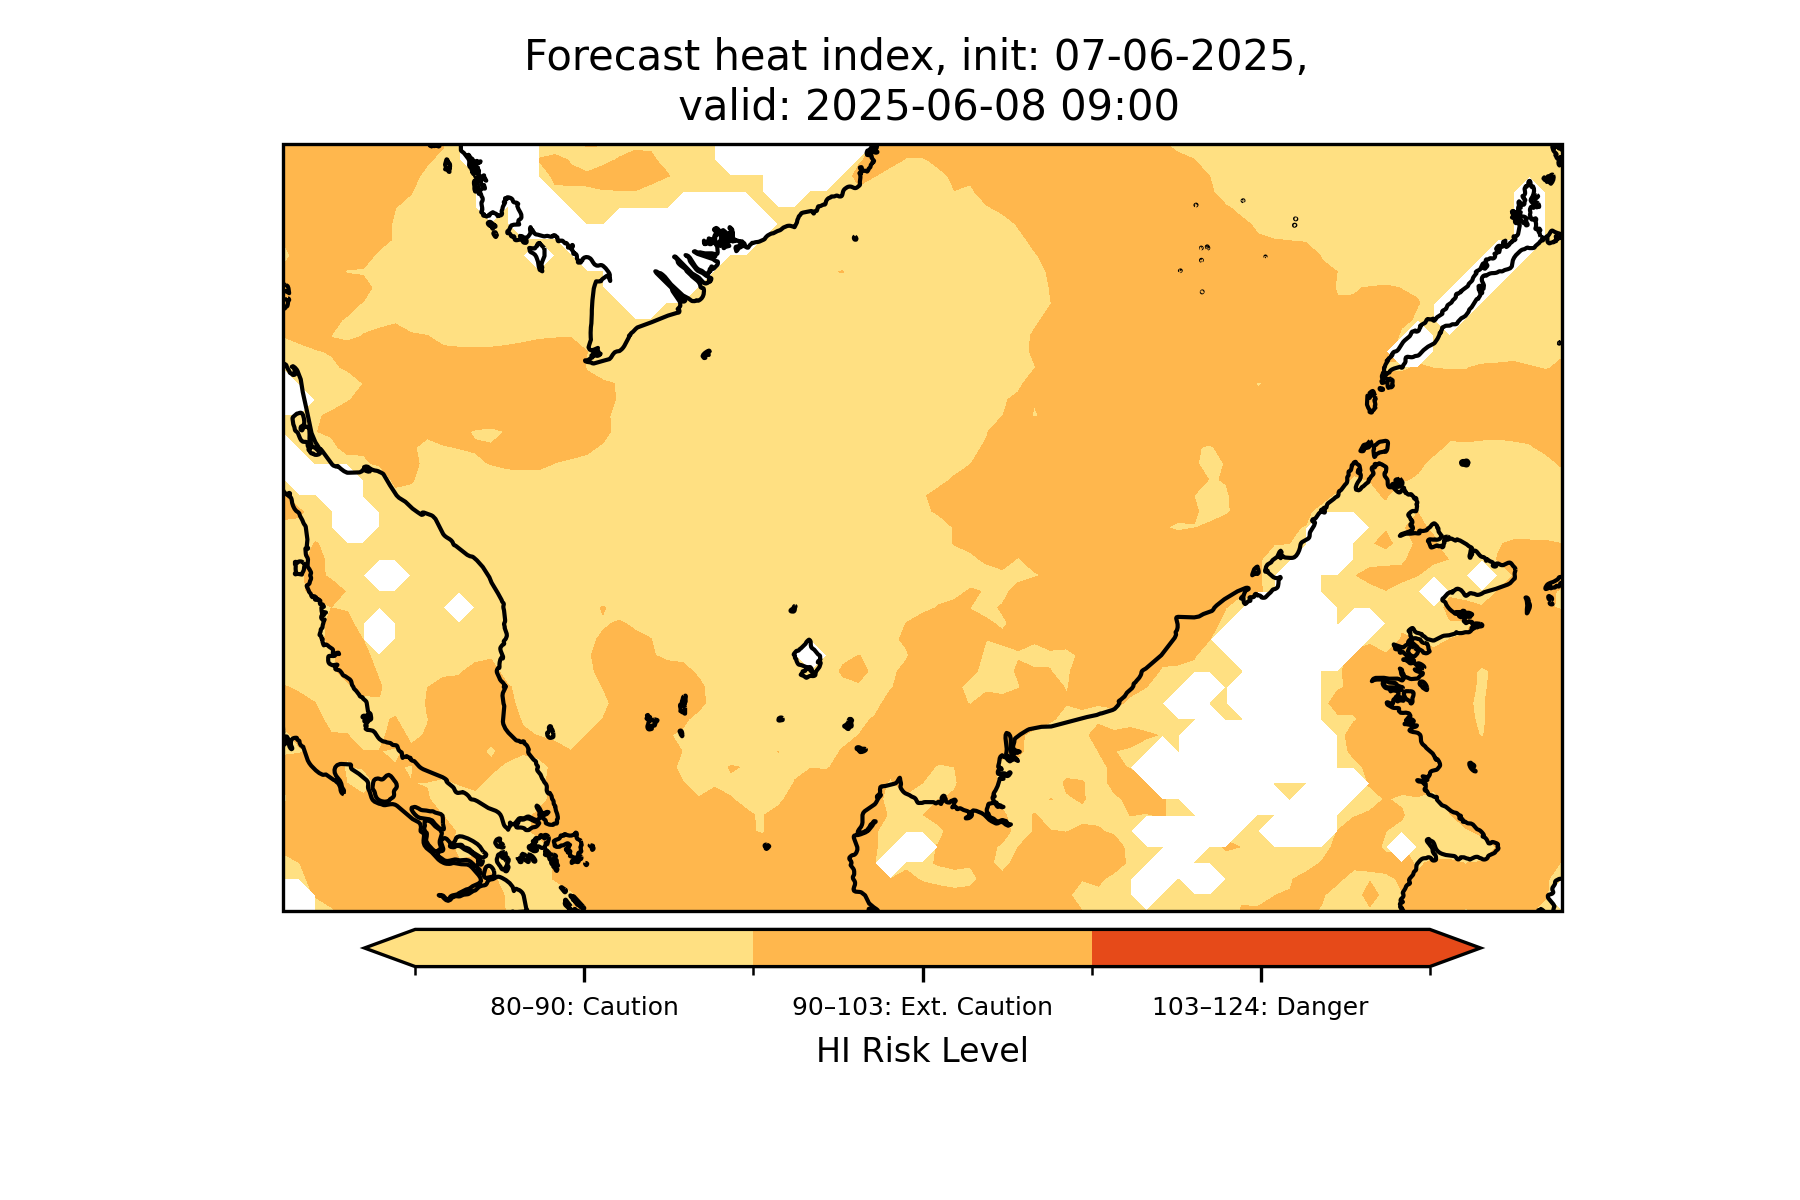 Forecast heat index, init: 07-06-2025,
valid: 2025-06-08 09:00
80–90: Caution
90–103: Ext. Caution
103–124: Danger
HI Risk Level